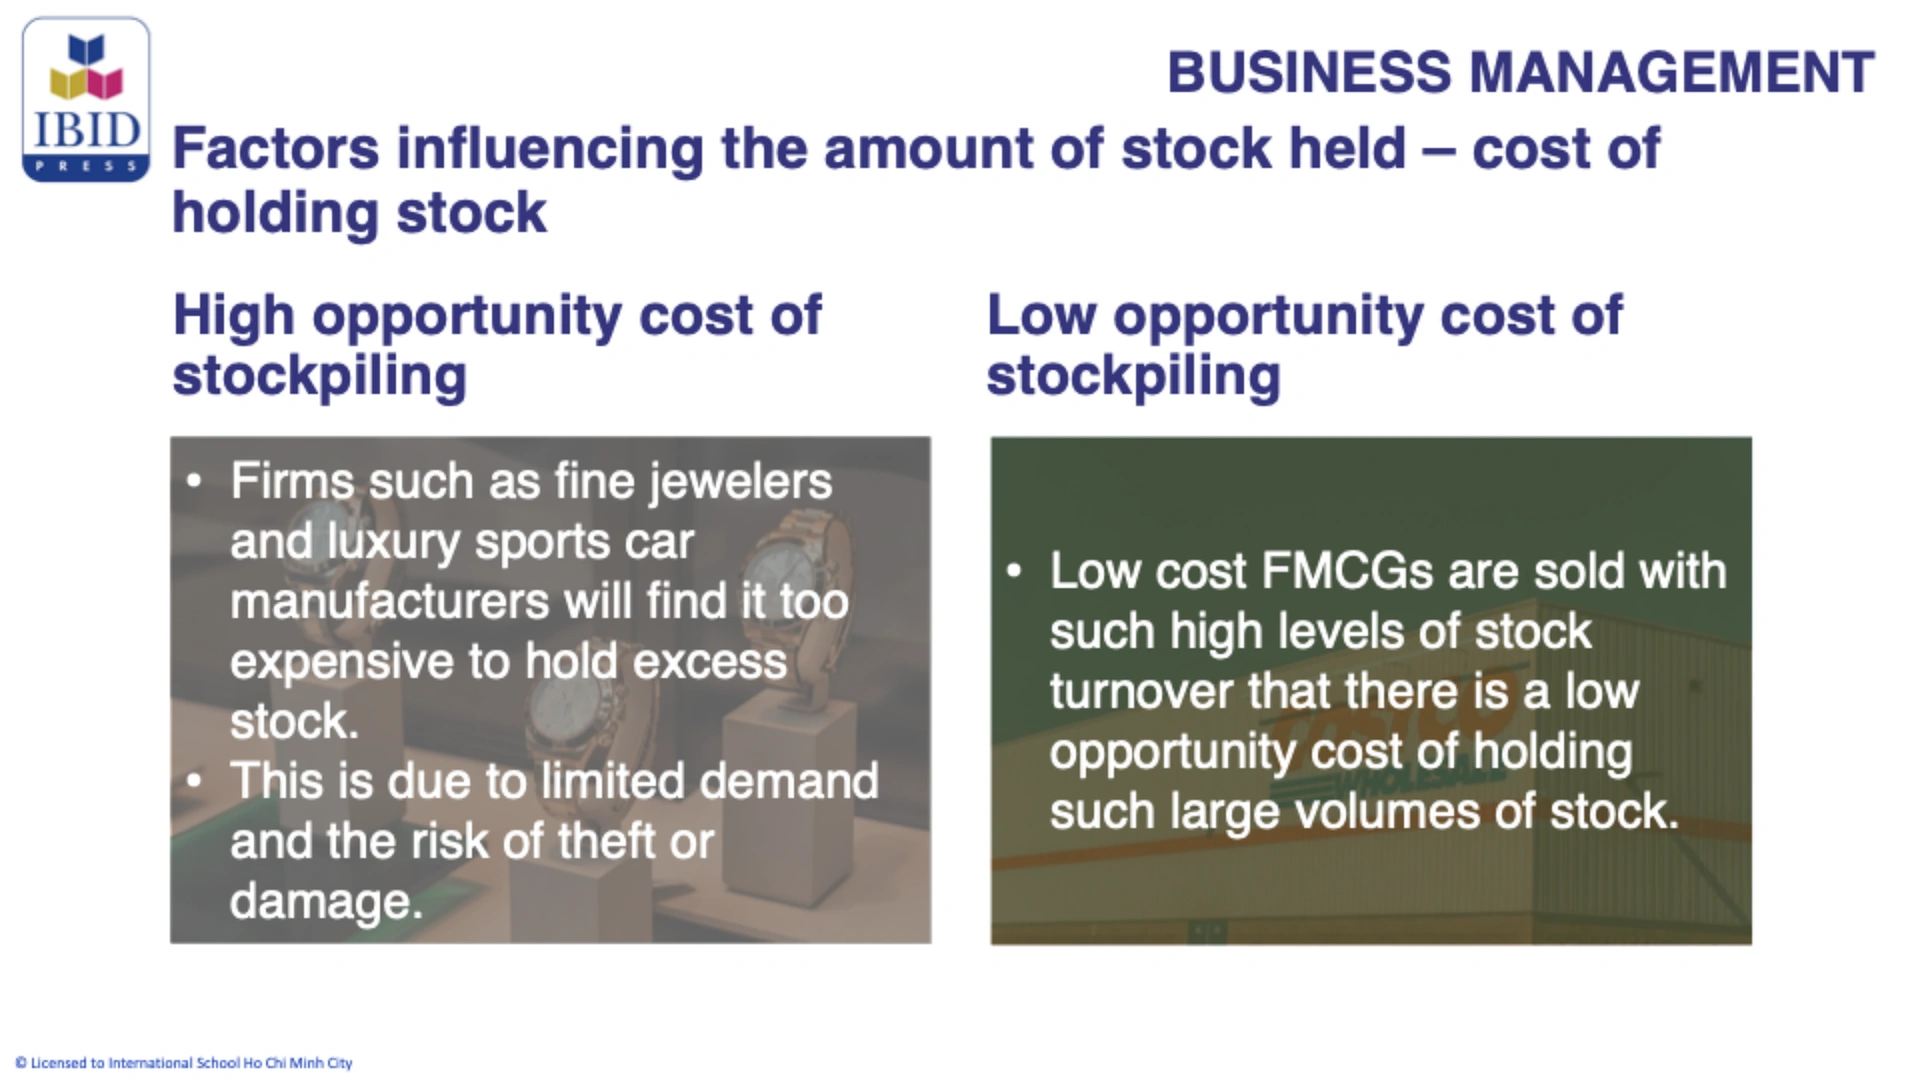 IBID
PRESS
BUSINESS MANAGEMENT
Factors influencing the amount of stock held – cost of
holding stock
High opportunity cost of
stockpiling
• Firms such as fine jewelers
and luxury sports car
manufacturers will find it too
expensive to hold excess
stock.
• This is due to limited demand
and the risk of theft or
damage.
Low opportunity cost of
stockpiling
• Low cost FMCGs are sold with
such high levels of stock
turnover that there is a low
opportunity cost of holding
such large volumes of stock.
COSTCO
WHOLESALE
© Licensed to International School Ho Chi Minh City